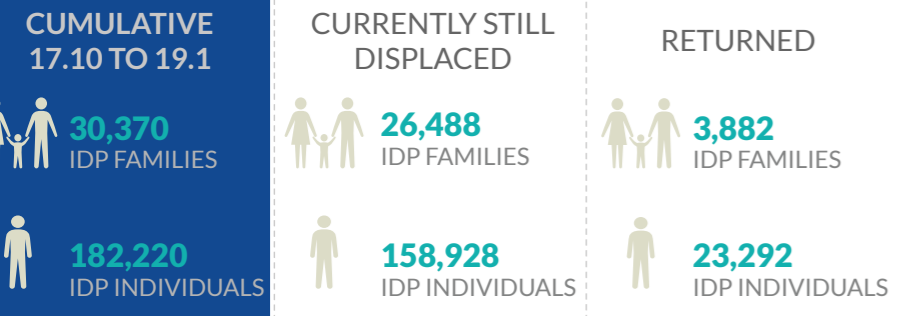 CUMULATIVE
17.10 TO 19.1
30,370
IDP FAMILIES
182,220
IDP INDIVIDUALS
CURRENTLY STILL
DISPLACED
26,488
IDP FAMILIES
158,928
IDP INDIVIDUALS
RETURNED
3,882
IDP FAMILIES
23,292
IDP INDIVIDUALS